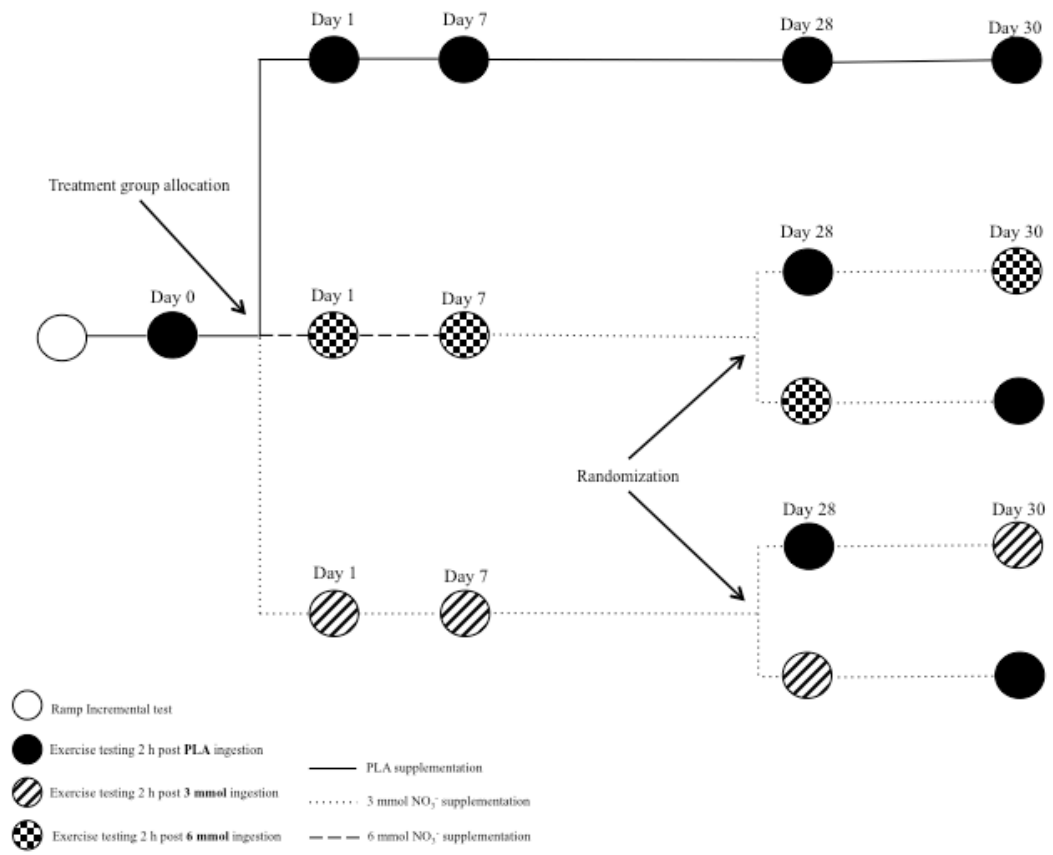 Day 1
Day 7
Day 28
Day 30
Treatment group allocation
Day 28
Day 30
Day 0
Day 1
Day 7
Randomization
Day 28
Day 30
Day 1
Day 7
Ramp Incremental test
Exercise testing 2 h post PLA ingestion
PLA supplementation
Exercise testing 2 h post 3 mmol ingestion
3 mmol NO₃⁻ supplementation
Exercise testing 2 h post 6 mmol ingestion
6 mmol NO₃⁻ supplementation